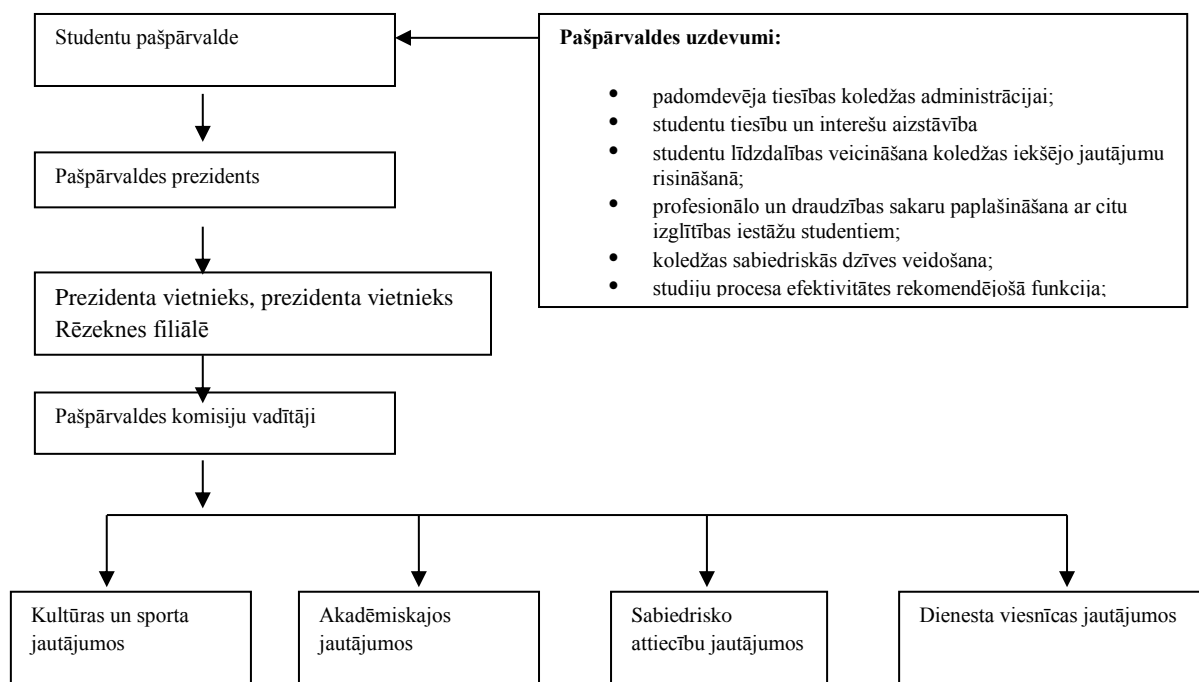 Studentu pašpārvalde
Pašpārvaldes uzdevumi:
• padomdevēja tiesības koledžas administrācijai;
• studentu tiesību un interešu aizstāvība
• studentu līdzdalības veicināšana koledžas iekšējo jautājumu
risināšanā;
• profesionālo un draudzības sakaru paplašināšana ar citu
izglītības iestāžu studentiem;
• koledžas sabiedriskās dzīves veidošana;
• studiju procesa efektivitātes rekomendējošā funkcija;
Pašpārvaldes prezidents
Prezidenta vietnieks, prezidenta vietnieks
Rēzeknes filiālē
Pašpārvaldes komisiju vadītāji
Kultūras un sporta
jautājumos
Akadēmiskajos
jautājumos
Sabiedrisko
attiecību jautājumos
Dienesta viesnīcas jautājumos